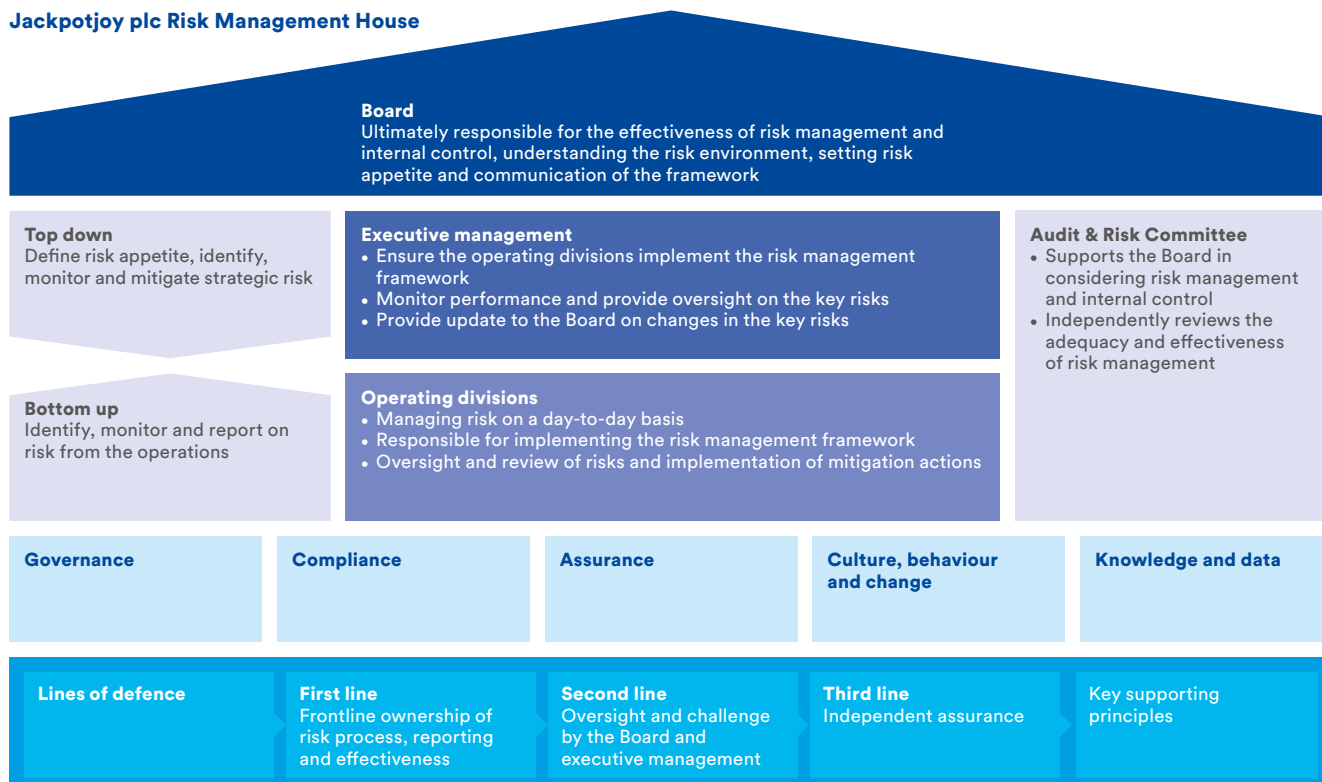 Jackpotjoy plc Risk Management House
Board
Ultimately responsible for the effectiveness of risk management and
internal control, understanding the risk environment, setting risk
appetite and communication of the framework
Top down
Define risk appetite, identify,
monitor and mitigate strategic risk
Executive management
• Ensure the operating divisions implement the risk management
framework
• Monitor performance and provide oversight on the key risks
• Provide update to the Board on changes in the key risks
Audit & Risk Committee
• Supports the Board in
considering risk management
and internal control
• Independently reviews the
adequacy and effectiveness
of risk management
Bottom up
Identify, monitor and report on
risk from the operations
Operating divisions
• Managing risk on a day-to-day basis
• Responsible for implementing the risk management framework
• Oversight and review of risks and implementation of mitigation actions
Governance
Compliance
Assurance
Culture, behaviour
and change
Knowledge and data
Lines of defence
First line
Frontline ownership of
risk process, reporting
and effectiveness
Second line
Oversight and challenge
by the Board and
executive management
Third line
Independent assurance
Key supporting
principles